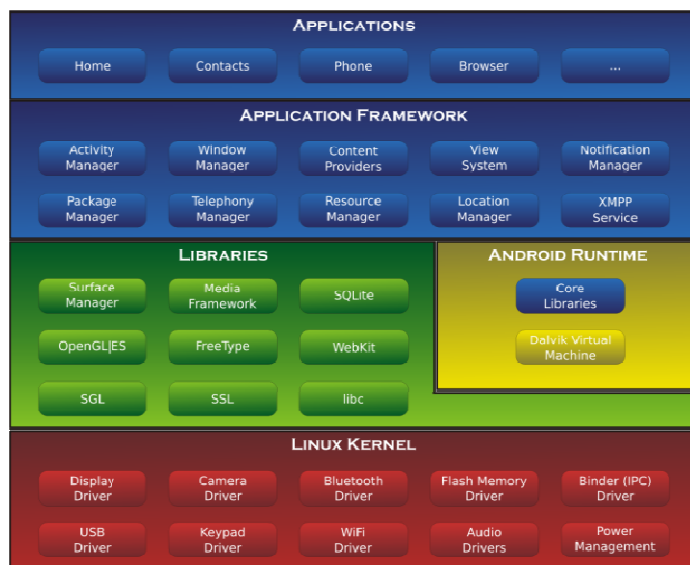 APPLICATIONS
Home
Contacts
Phone
Browser
...
APPLICATION FRAMEWORK
Activity
Manager
Window
Manager
Content
Providers
View
System
Notification
Manager
Package
Manager
Telephony
Manager
Resource
Manager
Location
Manager
XMPP
Service
LIBRARIES
Surface
Manager
Media
Framework
SQLite
OpenGL|ES
FreeType
WebKit
SGL
SSL
libc
ANDROID RUNTIME
Core
Libraries
Dalvik Virtual
Machine
LINUX KERNEL
Display
Driver
Camera
Driver
Bluetooth
Driver
Flash Memory
Driver
Binder (IPC)
Driver
USB
Driver
Keypad
Driver
WiFi
Driver
Audio
Drivers
Power
Management